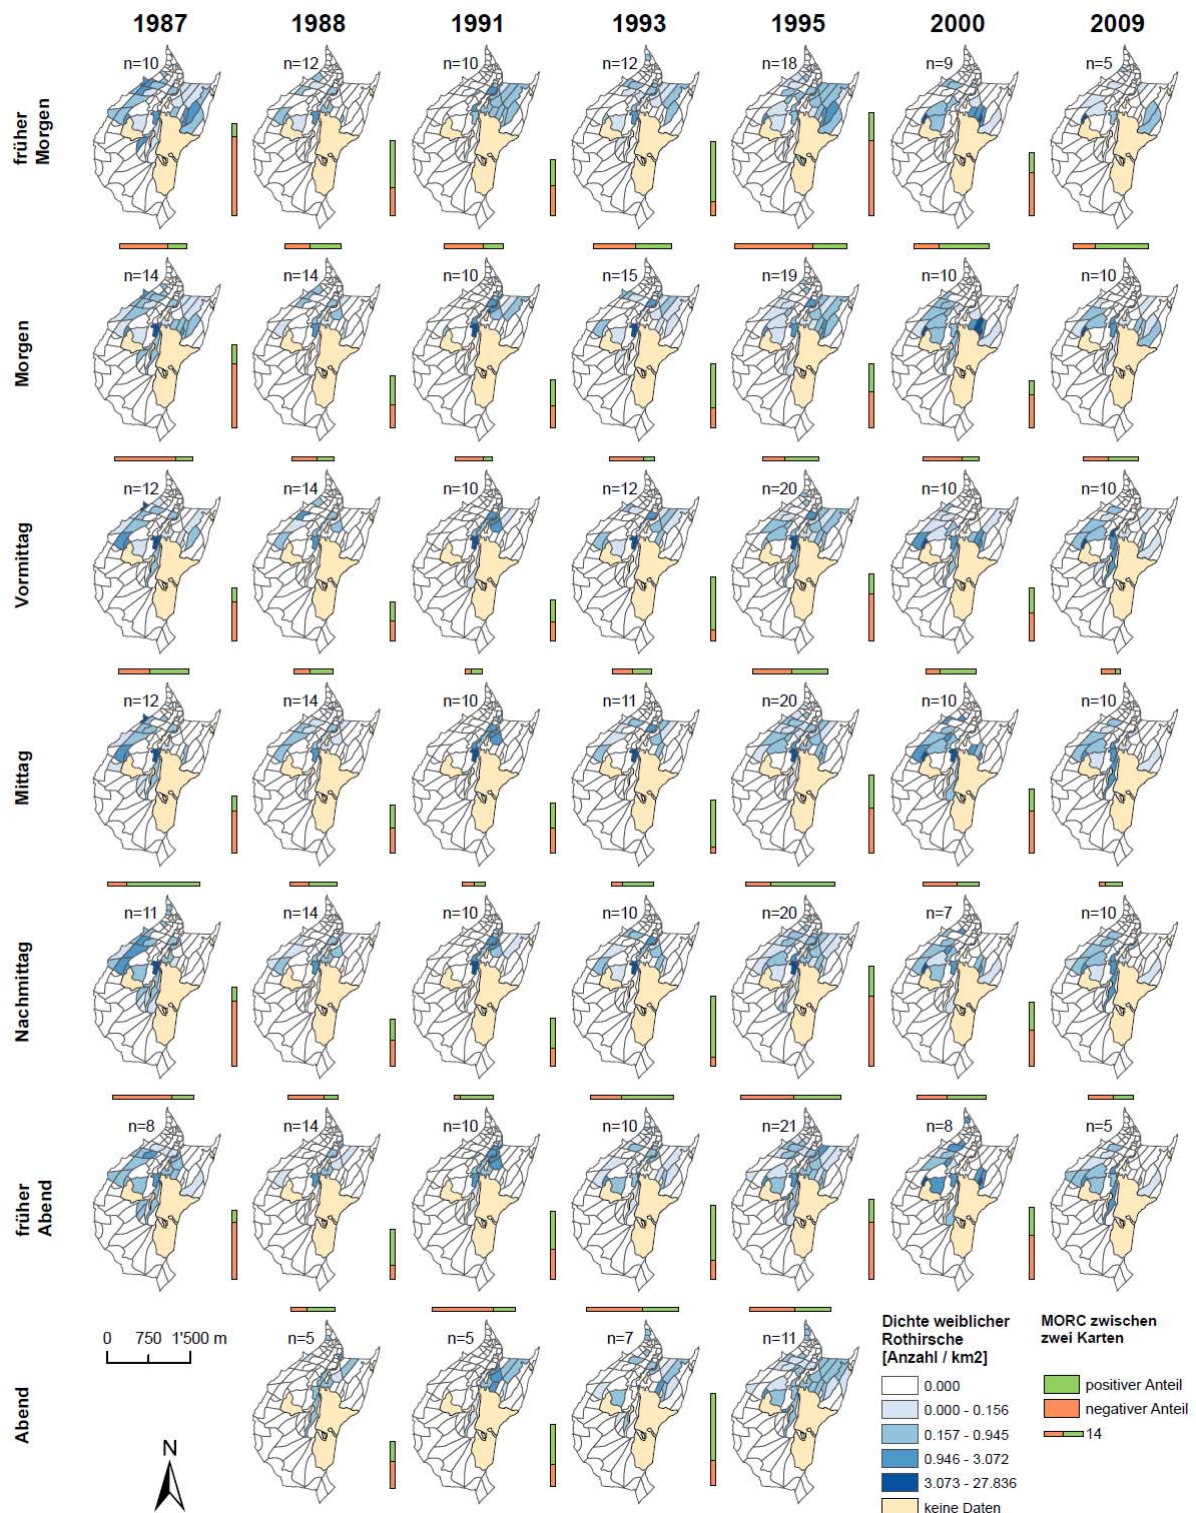 1987 1988 1991 1993 1995 2000 2009
n=10 n=12 n=10 n=12 n=18 n=9 n=5
früher
Morgen
n=14 n=14 n=10 n=15 n=19 n=10 n=10
Morgen
n=12 n=14 n=10 n=12 n=20 n=10 n=10
Vormittag
n=12 n=14 n=10 n=11 n=20 n=10 n=10
Mittag
n=11 n=14 n=10 n=10 n=20 n=7 n=10
Nachmittag
n=8 n=14 n=10 n=10 n=21 n=8 n=5
früher
Abend
n=5 n=5 n=7 n=11
Abend
0 750 1'500 m
N
Dichte weiblicher
Rothirsche
[Anzahl / km2]
0.000
0.000 - 0.156
0.157 - 0.945
0.946 - 3.072
3.073 - 27.836
keine Daten
MORC zwischen
zwei Karten
positiver Anteil
negativer Anteil
14